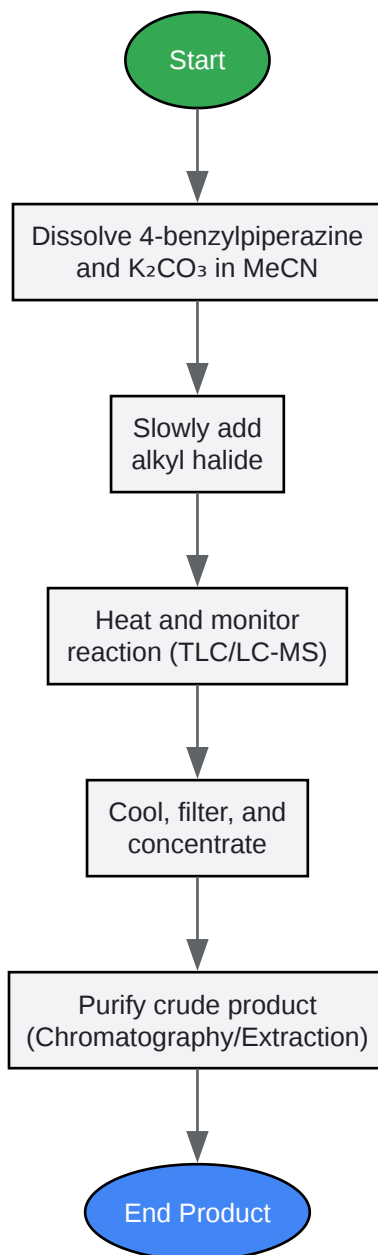 Start
Dissolve 4-benzylpiperazine
and K₂CO₃ in MeCN
Slowly add
alkyl halide
Heat and monitor
reaction (TLC/LC-MS)
Cool, filter, and
concentrate
Purify crude product
(Chromatography/Extraction)
End Product